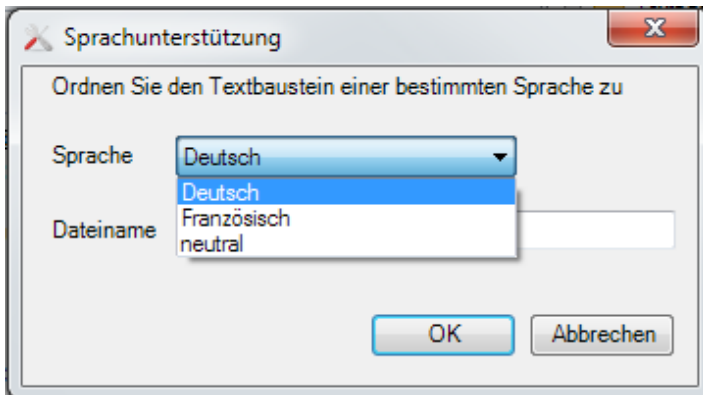 Sprachunterstützung
Ordnen Sie den Textbaustein einer bestimmten Sprache zu
Sprache Deutsch
Deutsch
Französisch
neutral
Dateiname
OK Abbrechen